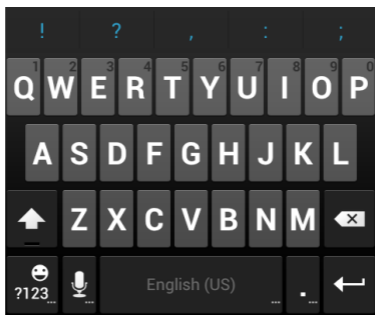 ! ? , : ;
1 2 3 4 5 6 7 8 9 0
Q W E R T Y U I O P
A S D F G H J K L
Z X C V B N M
?123 English (US) .